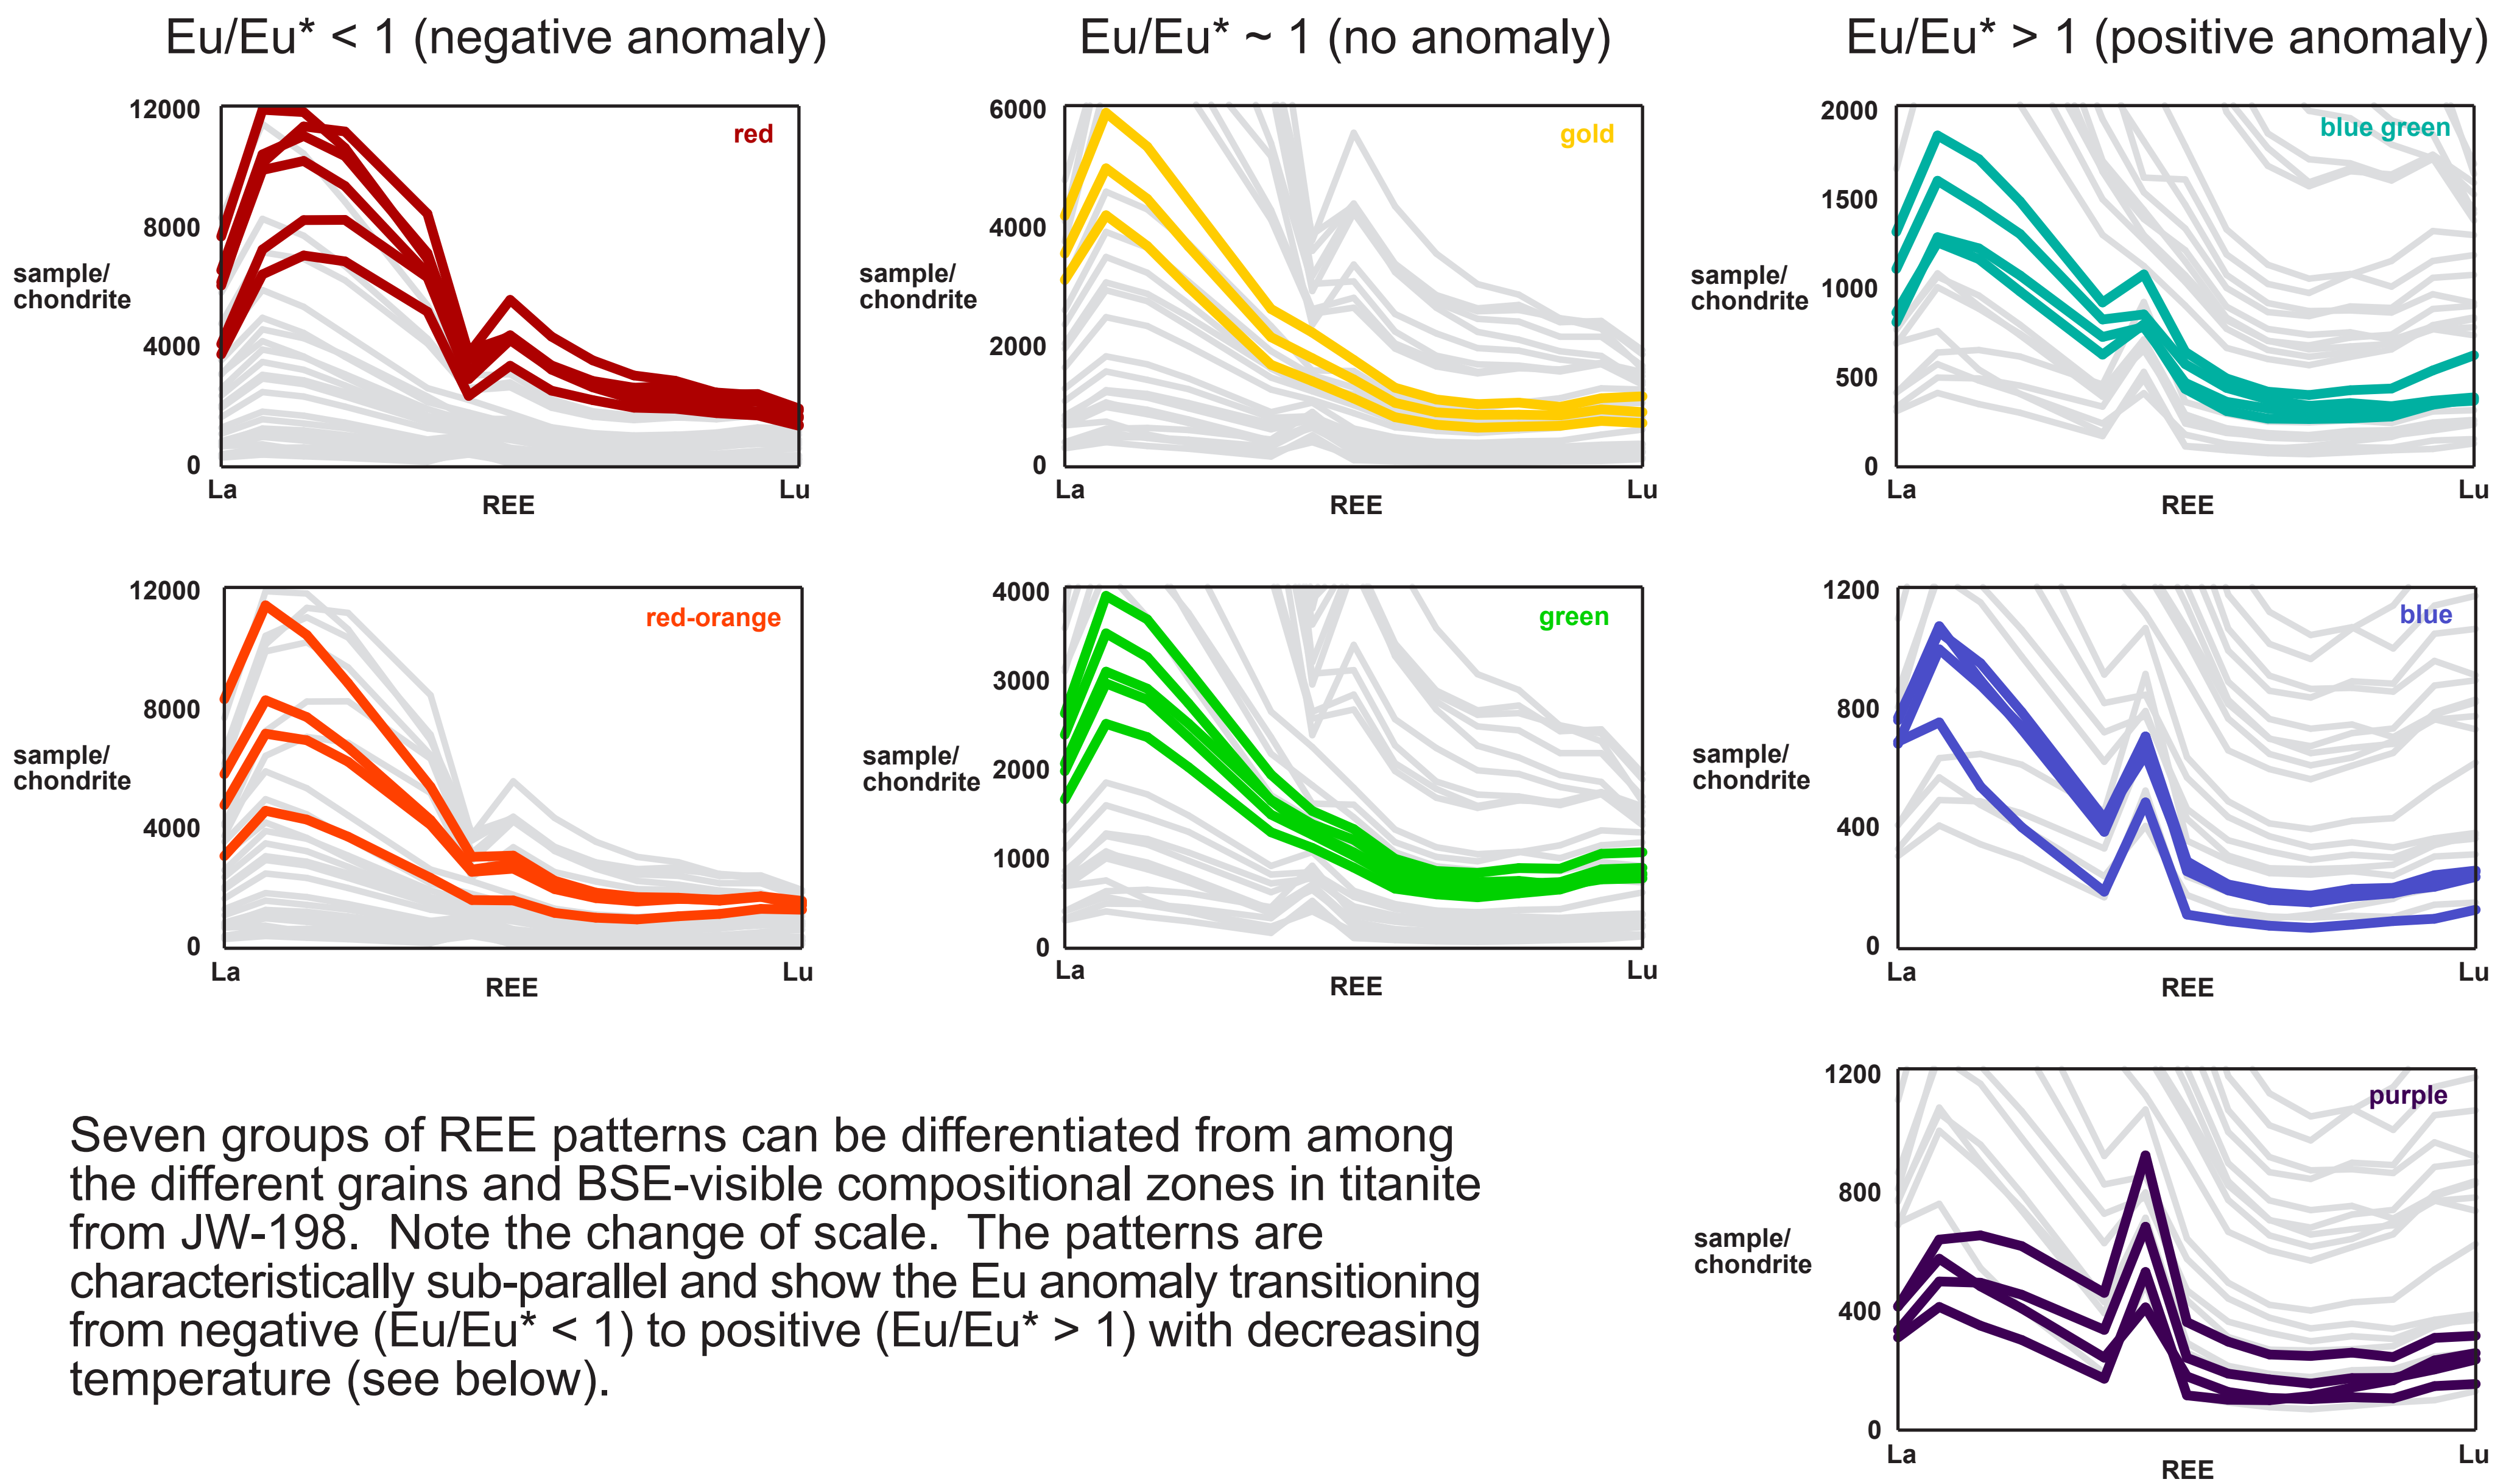 Eu/Eu* < 1 (negative anomaly)
Eu/Eu* ~ 1 (no anomaly)
Eu/Eu* > 1 (positive anomaly)
12000
8000
4000
0
sample/
chondrite
red
La
Lu
REE
6000
4000
2000
0
sample/
chondrite
gold
La
Lu
REE
2000
1500
1000
500
0
sample/
chondrite
blue green
La
Lu
REE
12000
8000
4000
0
sample/
chondrite
red-orange
La
Lu
REE
4000
3000
2000
1000
0
sample/
chondrite
green
La
Lu
REE
1200
800
400
0
sample/
chondrite
blue
La
Lu
REE
1200
800
400
0
sample/
chondrite
purple
La
Lu
REE
Seven groups of REE patterns can be differentiated from among
the different grains and BSE-visible compositional zones in titanite
from JW-198.  Note the change of scale.  The patterns are
characteristically sub-parallel and show the Eu anomaly transitioning
from negative (Eu/Eu* < 1) to positive (Eu/Eu* > 1) with decreasing
temperature (see below).